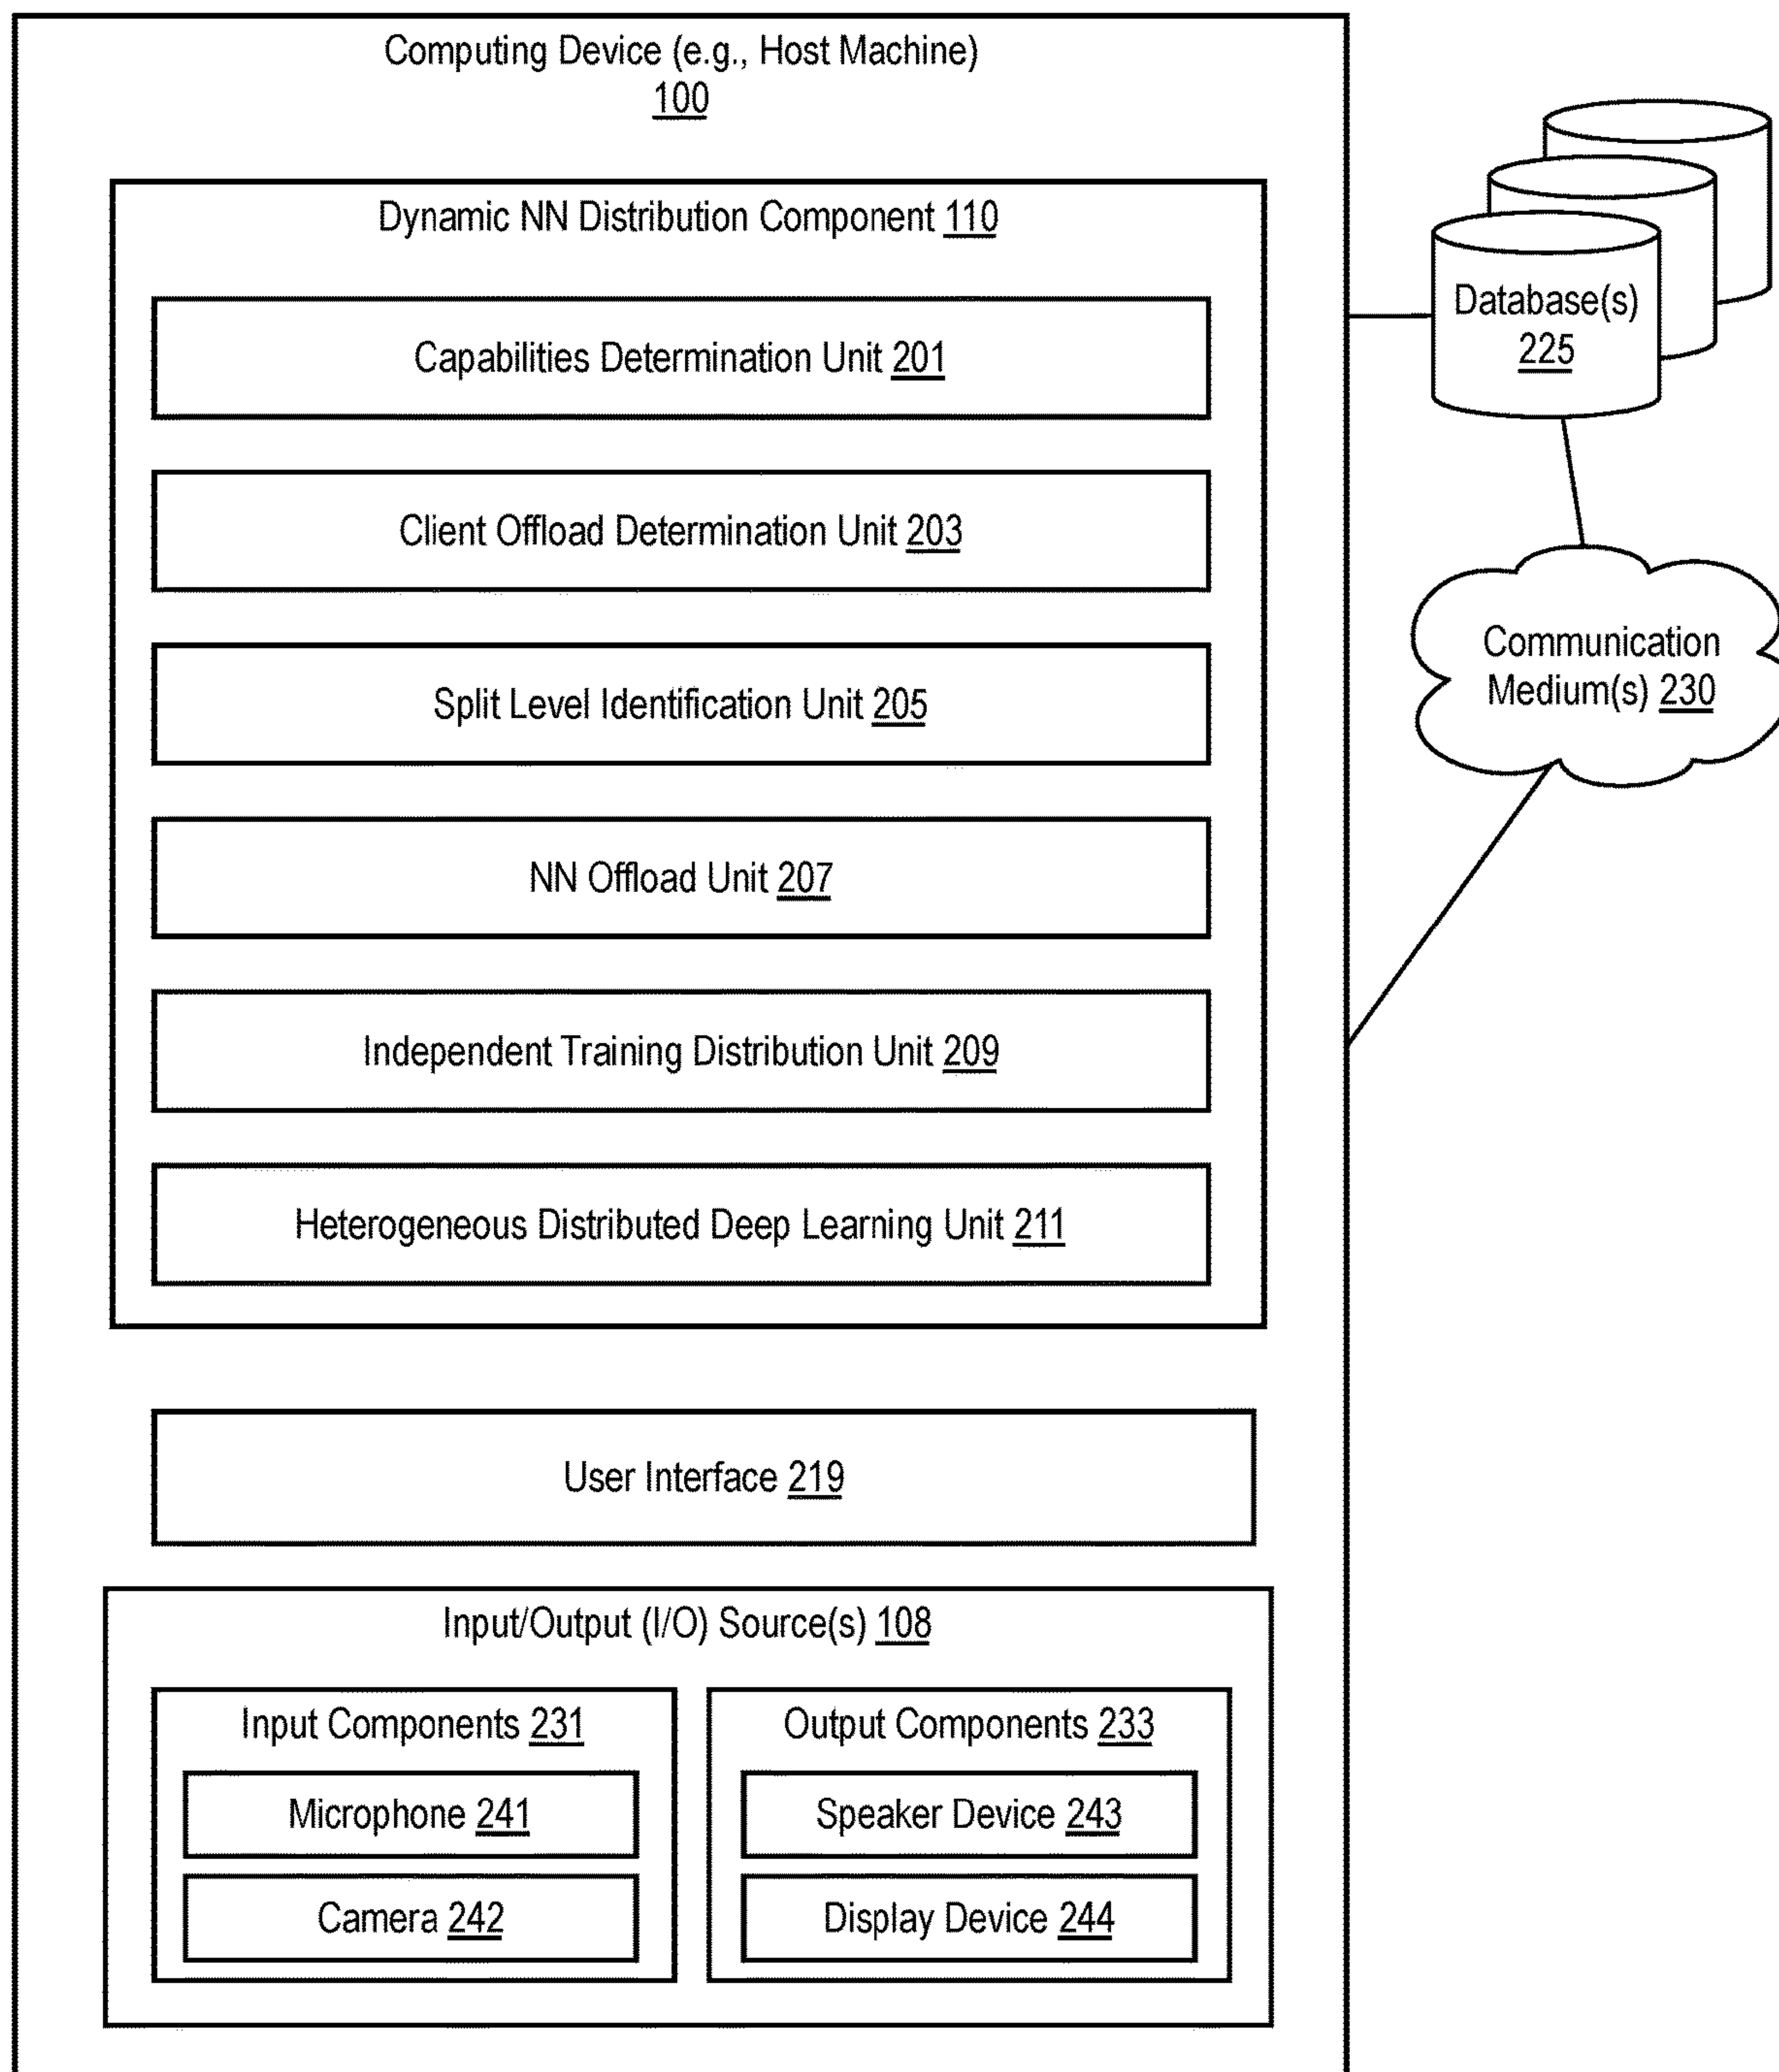 Computing Device (e.g., Host Machine)
100
Dynamic NN Distribution Component 110
Capabilities Determination Unit 201
Client Offload Determination Unit 203
Split Level Identification Unit 205
NN Offload Unit 207
Independent Training Distribution Unit 209
Heterogeneous Distributed Deep Learning Unit 211
User Interface 219
Input/Output (I/O) Source(s) 108
Input Components 231
Microphone 241
Camera 242
Output Components 233
Speaker Device 243
Display Device 244
Database(s)
225
Communication
Medium(s) 230